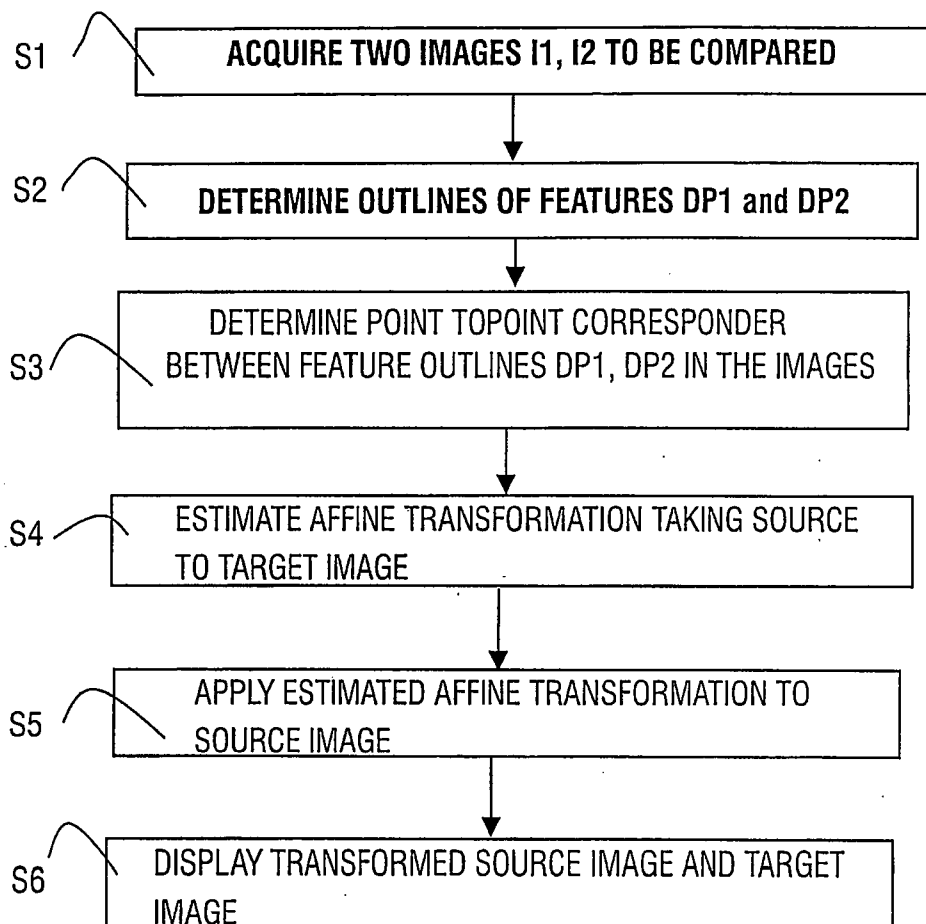 S1
ACQUIRE TWO IMAGES I1, I2 TO BE COMPARED
S2
DETERMINE OUTLINES OF FEATURES DP1 and DP2
S3
DETERMINE POINT TOPOINT CORRESPONDER
BETWEEN FEATURE OUTLINES DP1, DP2 IN THE IMAGES
S4
ESTIMATE AFFINE TRANSFORMATION TAKING SOURCE
TO TARGET IMAGE
S5
APPLY ESTIMATED AFFINE TRANSFORMATION TO
SOURCE IMAGE
S6
DISPLAY TRANSFORMED SOURCE IMAGE AND TARGET
IMAGE